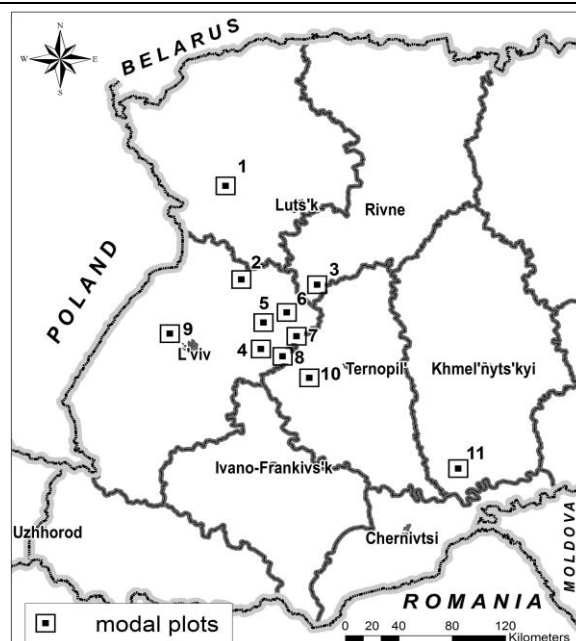 N
W E
S
BELARUS
1
Luts'k
Rivne
POLAND
2
3
6
5
9
7
L'viv
4
8
10
Ternopil'
Khmel'nyts'kyi
11
Ivano-Frankivs'k
Uzhhorod
Chernivtsi
MOLDOVA
ROMANIA
modal plots
0 20 40 80 120
Kilometers